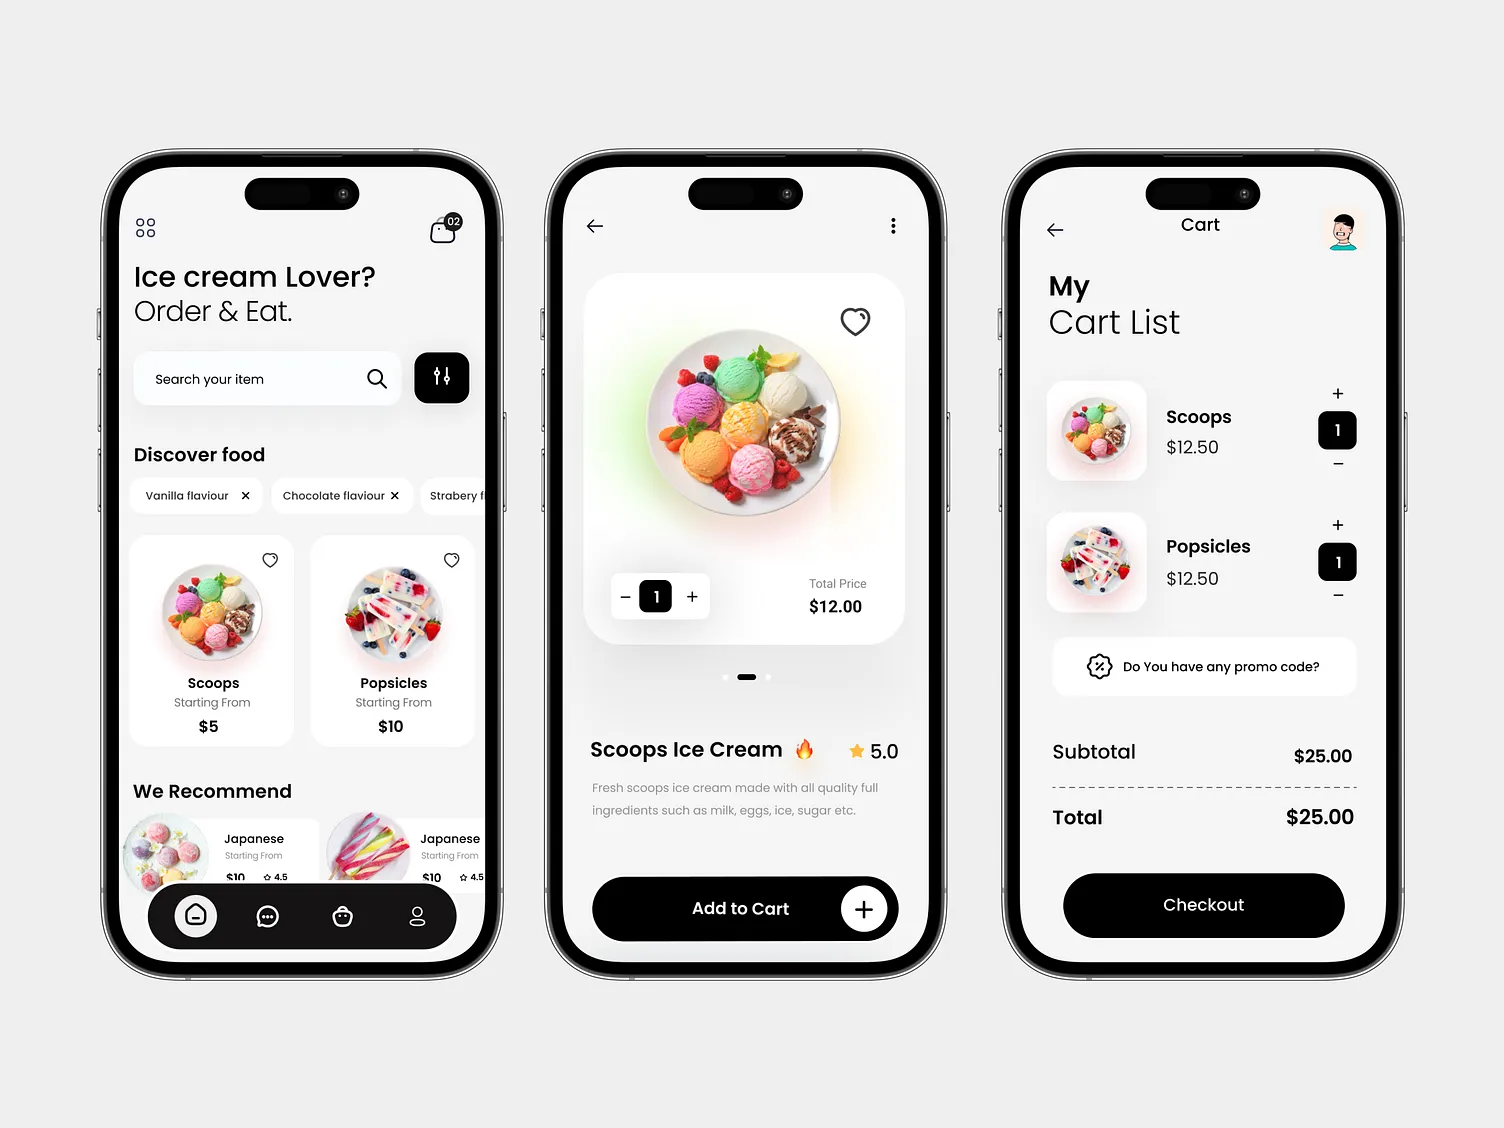 02
Ice cream Lover?
Order & Eat.
Search your item
Discover food
Vanilla flaviour
Chocolate flaviour
Strabery f
Scoops
Starting From
$5
Popsicles
Starting From
$10
We Recommend
Japanese
Starting From
$10 4.5
Japanese
Starting From
$10 4.5
1
Total Price
$12.00
Scoops Ice Cream 🔥 5.0
Fresh scoops ice cream made with all quality full
ingredients such as milk, eggs, ice, sugar etc.
Add to Cart
Cart
My
Cart List
Scoops
$12.50
1
Popsicles
$12.50
1
Do You have any promo code?
Subtotal $25.00
Total $25.00
Checkout